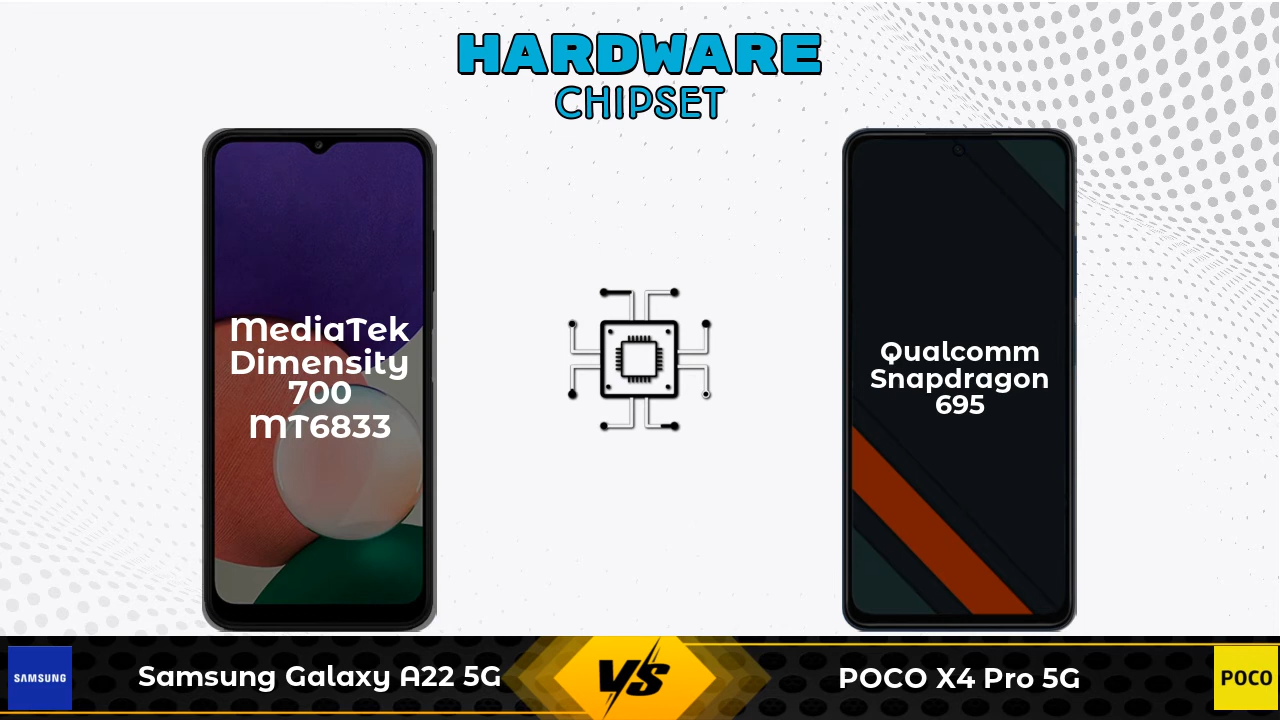 HARDWARE
CHIPSET
MediaTek
Dimensity
700
MT6833
Qualcomm
Snapdragon
695
SAMSUNG
Samsung Galaxy A22 5G
VS
POCO X4 Pro 5G
POCO